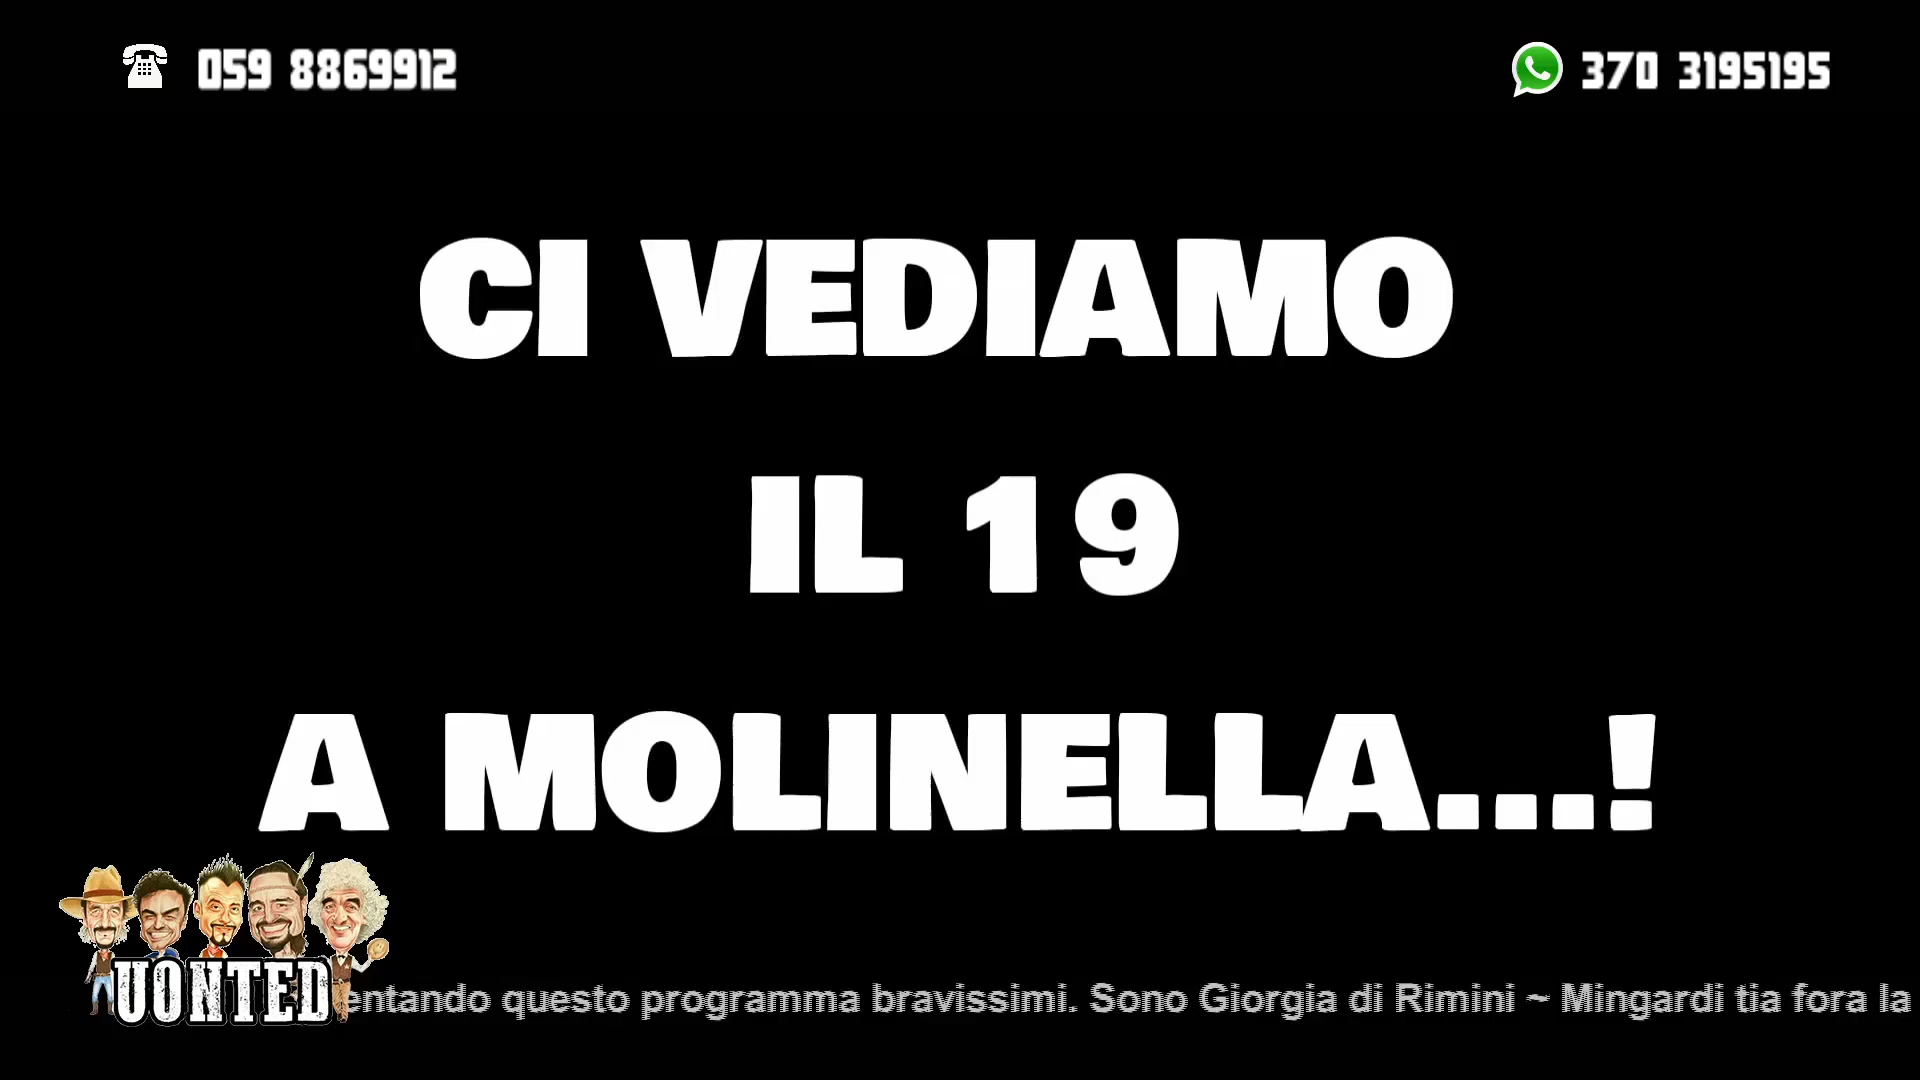 059 8869912
370 3195195
CI VEDIAMO
IL 19
A MOLINELLA...!
UONTED
entando questo programma bravissimi. Sono Giorgia di Rimini ~ Mingardi tia fora la